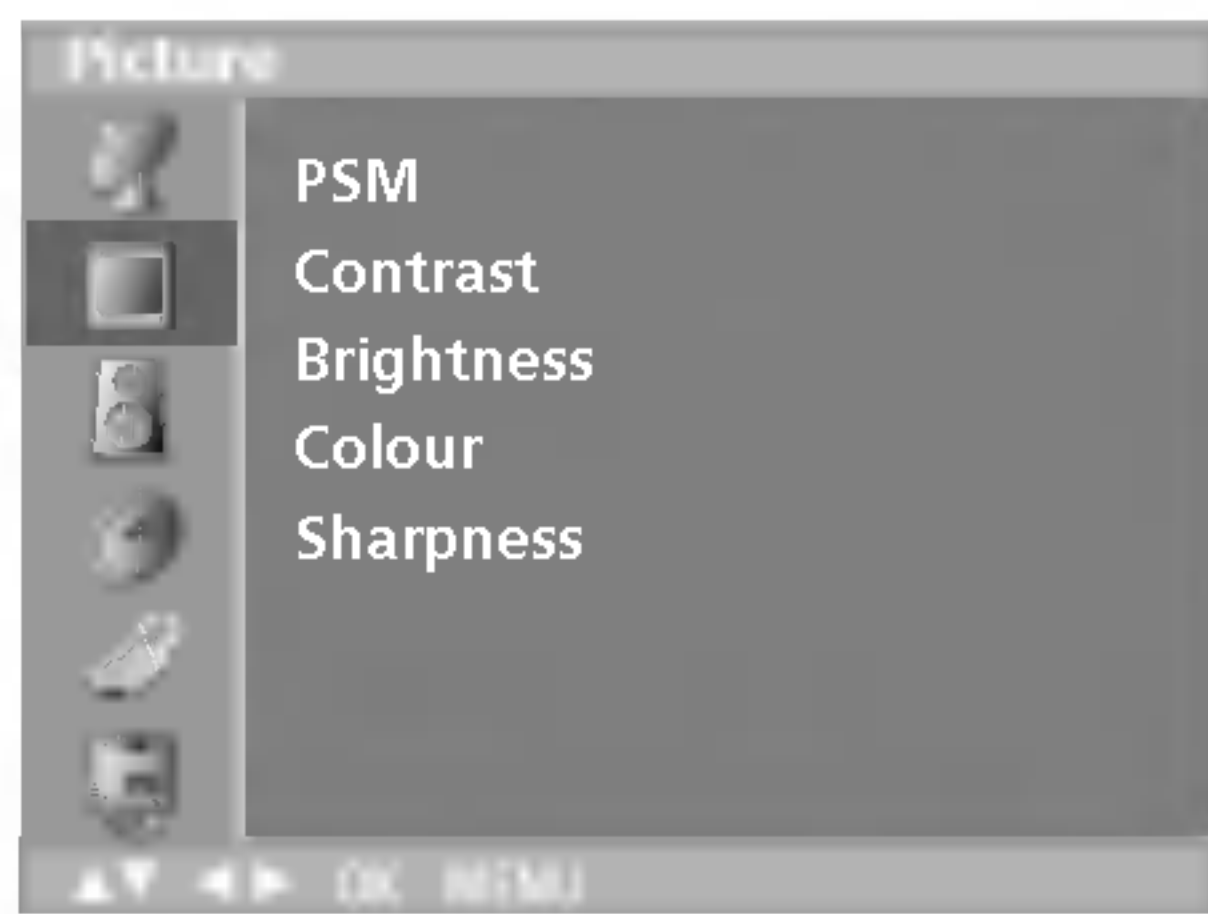 Picture
PSM
Contrast
Brightness
Colour
Sharpness
▲▼ ◀▶ OK MENU